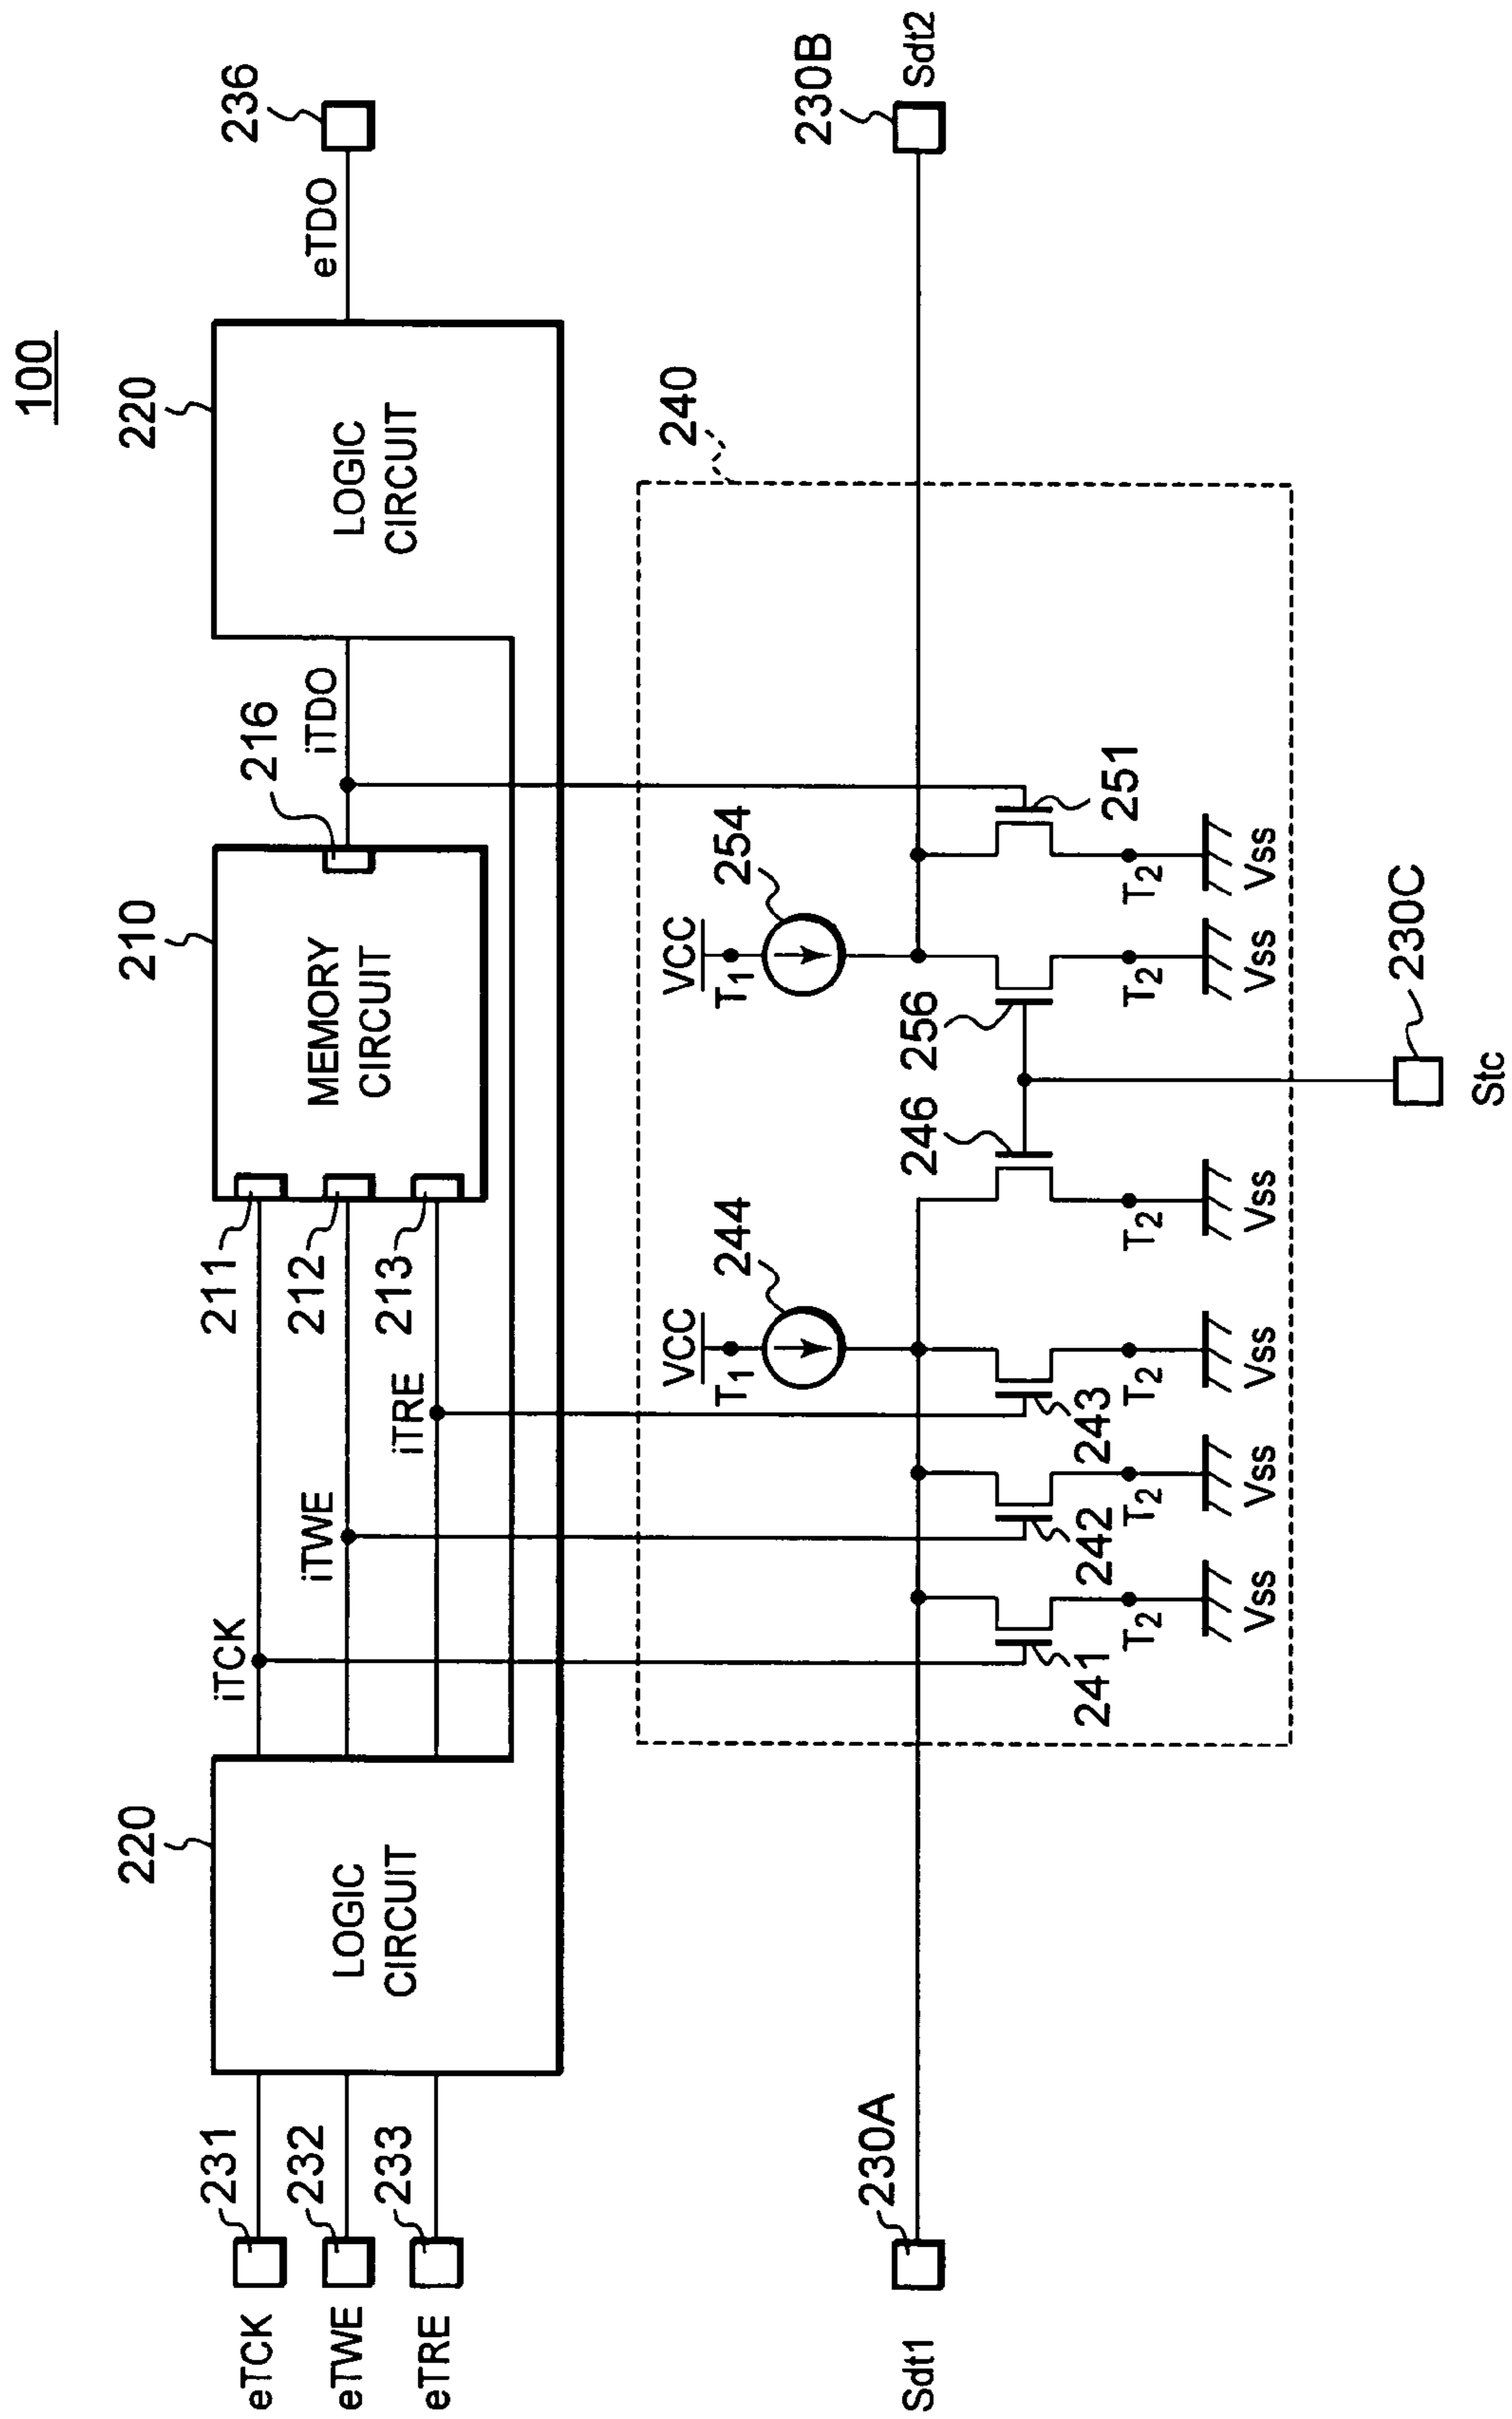 100
220
LOGIC
CIRCUIT
210
MEMORY
CIRCUIT
220
LOGIC
CIRCUIT
eTCK
231
eTWE
232
eTRE
233
iTCK
211
iTWE
212
iTRE
213
216
iTDO
eTDO
236
240
VCC
T1
244
VCC
T1
254
Sdt1
230A
230B
Sdt2
246
256
241
242
243
251
T2
T2
T2
T2
T2
T2
Vss
Vss
Vss
Vss
Vss
Vss
230C
Stc